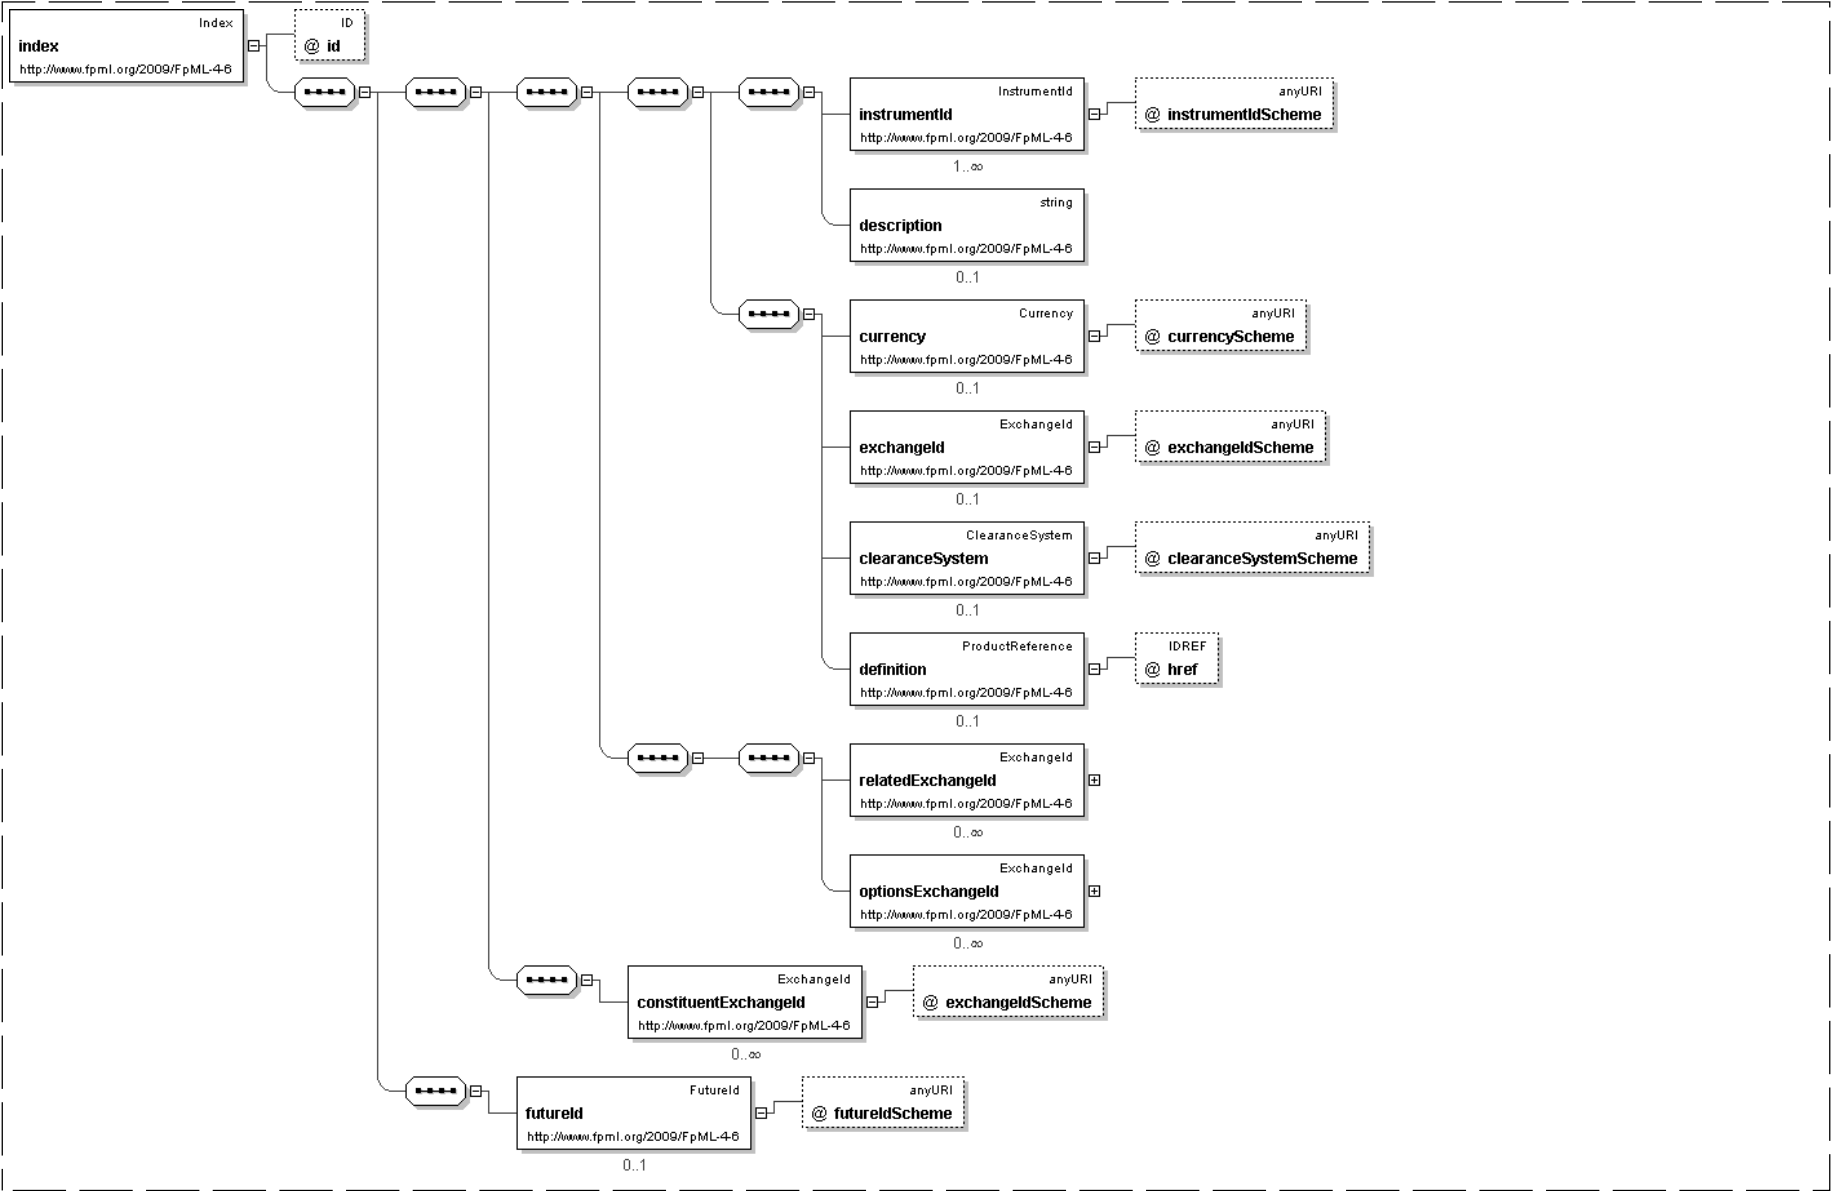 Index
index
http://www.fpml.org/2009/FpML-4-6
ID
@ id
InstrumentId
instrumentId
http://www.fpml.org/2009/FpML-4-6
1..∞
anyURI
@ instrumentIdScheme
string
description
http://www.fpml.org/2009/FpML-4-6
0..1
Currency
currency
http://www.fpml.org/2009/FpML-4-6
0..1
anyURI
@ currencyScheme
ExchangeId
exchangeId
http://www.fpml.org/2009/FpML-4-6
0..1
anyURI
@ exchangeIdScheme
ClearanceSystem
clearanceSystem
http://www.fpml.org/2009/FpML-4-6
0..1
anyURI
@ clearanceSystemScheme
ProductReference
definition
http://www.fpml.org/2009/FpML-4-6
0..1
IDREF
@ href
ExchangeId
relatedExchangeId
http://www.fpml.org/2009/FpML-4-6
0..∞
ExchangeId
optionsExchangeId
http://www.fpml.org/2009/FpML-4-6
0..∞
ExchangeId
constituentExchangeId
http://www.fpml.org/2009/FpML-4-6
0..∞
anyURI
@ exchangeIdScheme
FutureId
futureId
http://www.fpml.org/2009/FpML-4-6
0..1
anyURI
@ futureIdScheme